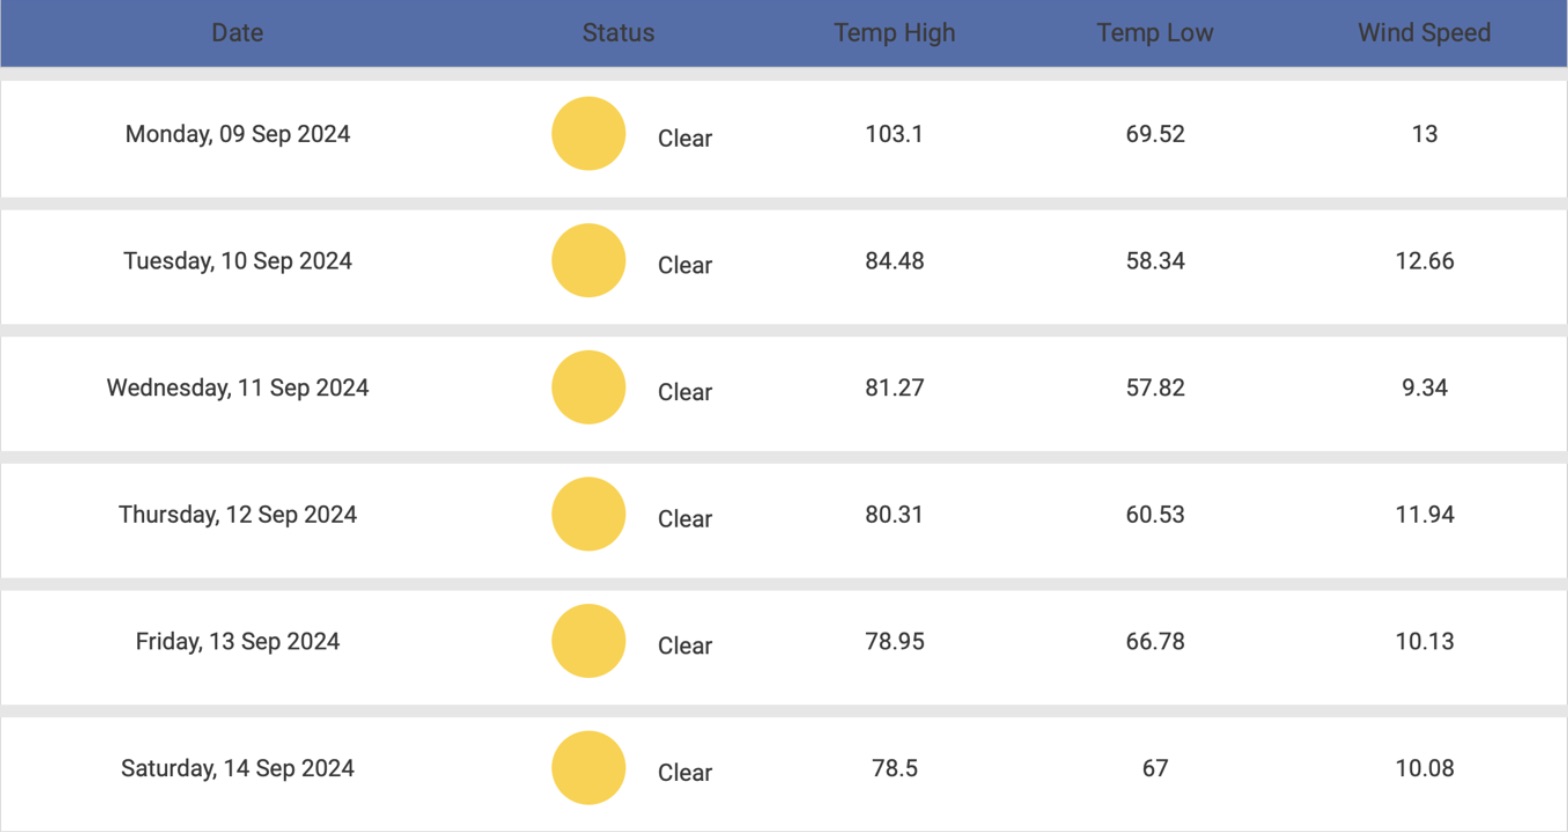 Date Status Temp High Temp Low Wind Speed
Monday, 09 Sep 2024 Clear 103.1 69.52 13
Tuesday, 10 Sep 2024 Clear 84.48 58.34 12.66
Wednesday, 11 Sep 2024 Clear 81.27 57.82 9.34
Thursday, 12 Sep 2024 Clear 80.31 60.53 11.94
Friday, 13 Sep 2024 Clear 78.95 66.78 10.13
Saturday, 14 Sep 2024 Clear 78.5 67 10.08